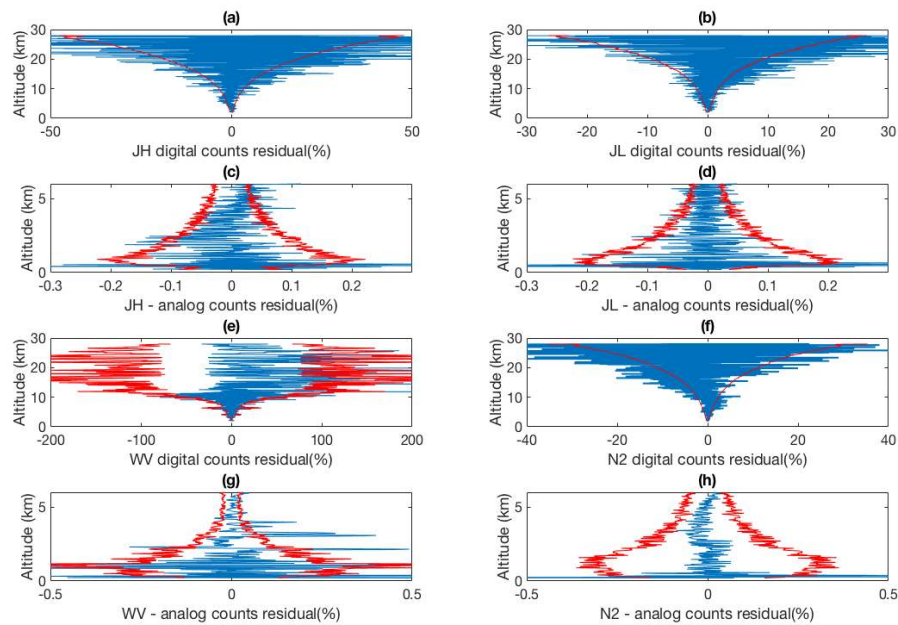 (a)
(b)
30
20
10
0
Altitude (km)
-50
0
50
JH digital counts residual(%)
30
20
10
0
Altitude (km)
-30
-20
-10
0
10
20
30
JL digital counts residual(%)
(c)
(d)
5
0
Altitude (km)
-0.3
-0.2
-0.1
0
0.1
0.2
JH - analog counts residual(%)
5
0
Altitude (km)
-0.3
-0.2
-0.1
0
0.1
0.2
JL - analog counts residual(%)
(e)
(f)
30
20
10
0
Altitude (km)
-200
-100
0
100
200
WV digital counts residual(%)
30
20
10
0
Altitude (km)
-40
-20
0
20
40
N2 digital counts residual(%)
(g)
(h)
5
0
Altitude (km)
-0.5
0
0.5
WV - analog counts residual(%)
5
0
Altitude (km)
-0.5
0
0.5
N2 - analog counts residual(%)